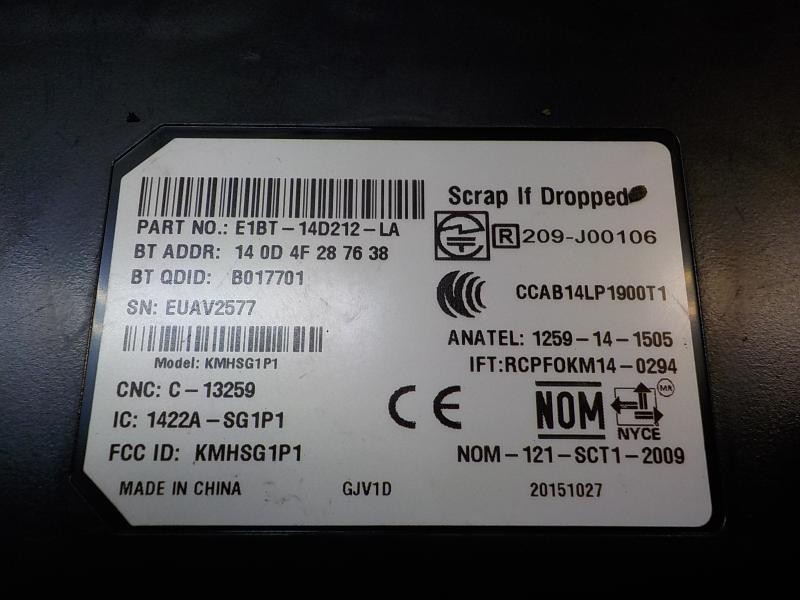 Scrap If Dropped
PART NO.: E1BT-14D212-LA
R 209-J00106
BT ADDR: 14 0D 4F 28 76 38
BT QDID: B017701
CCAB14LP1900T1
SN: EUAV2577
ANATEL: 1259-14-1505
Model: KMHSG1P1
IFT:RCPFOKM14-0294
CNC: C-13259
CE
NOM
MR
IC: 1422A-SG1P1
NYCE
FCC ID: KMHSG1P1
NOM-121-SCT1-2009
MADE IN CHINA
GJV1D
20151027